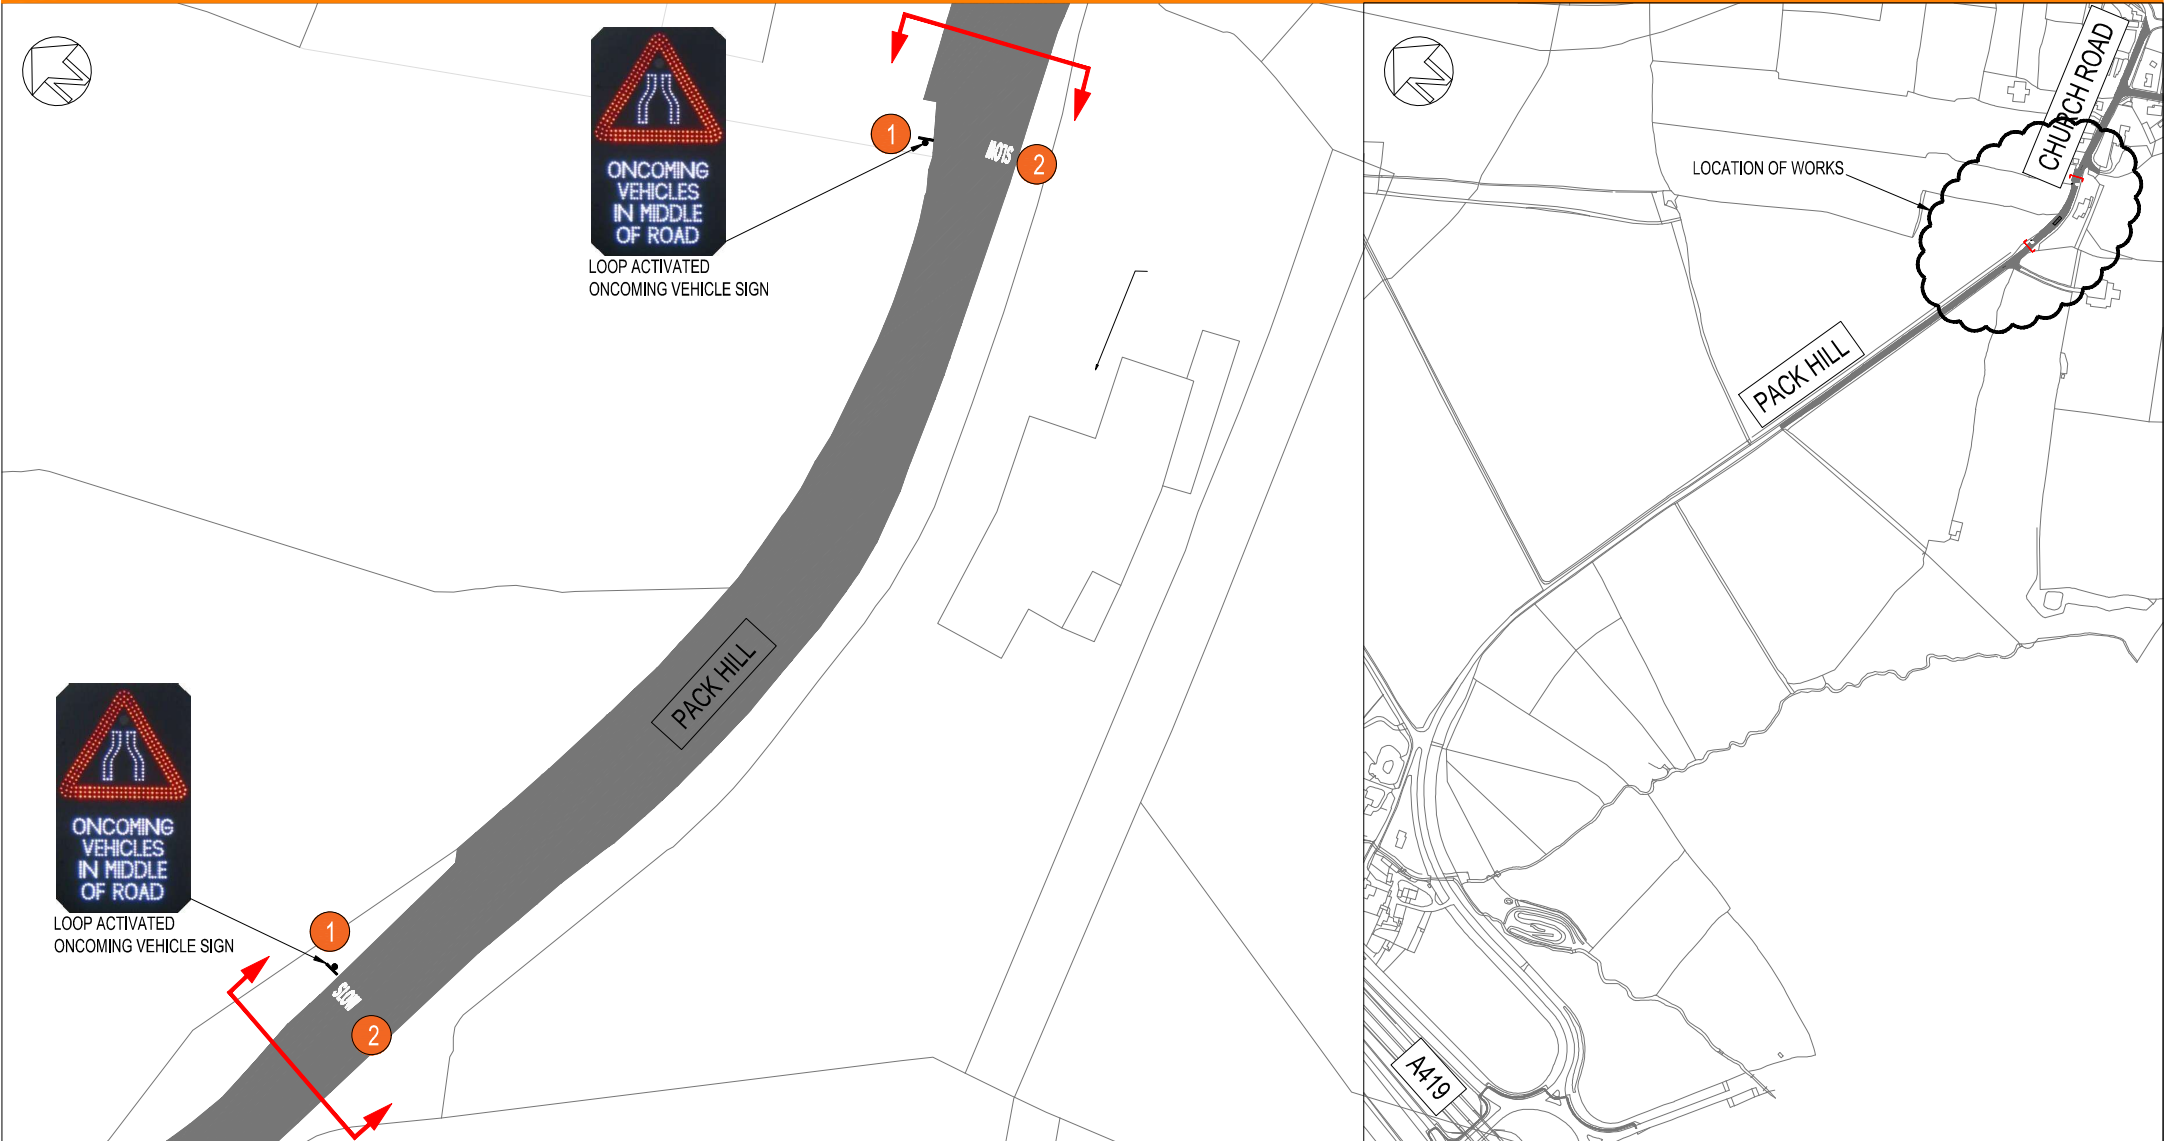 ONCOMING
VEHICLES
IN MIDDLE
OF ROAD
LOOP ACTIVATED
ONCOMING VEHICLE SIGN
1
SLOW
2
PACK HILL
ONCOMING
VEHICLES
IN MIDDLE
OF ROAD
LOOP ACTIVATED
ONCOMING VEHICLE SIGN
1
SLOW
2
N
N
CHURCH ROAD
LOCATION OF WORKS
PACK HILL
A419